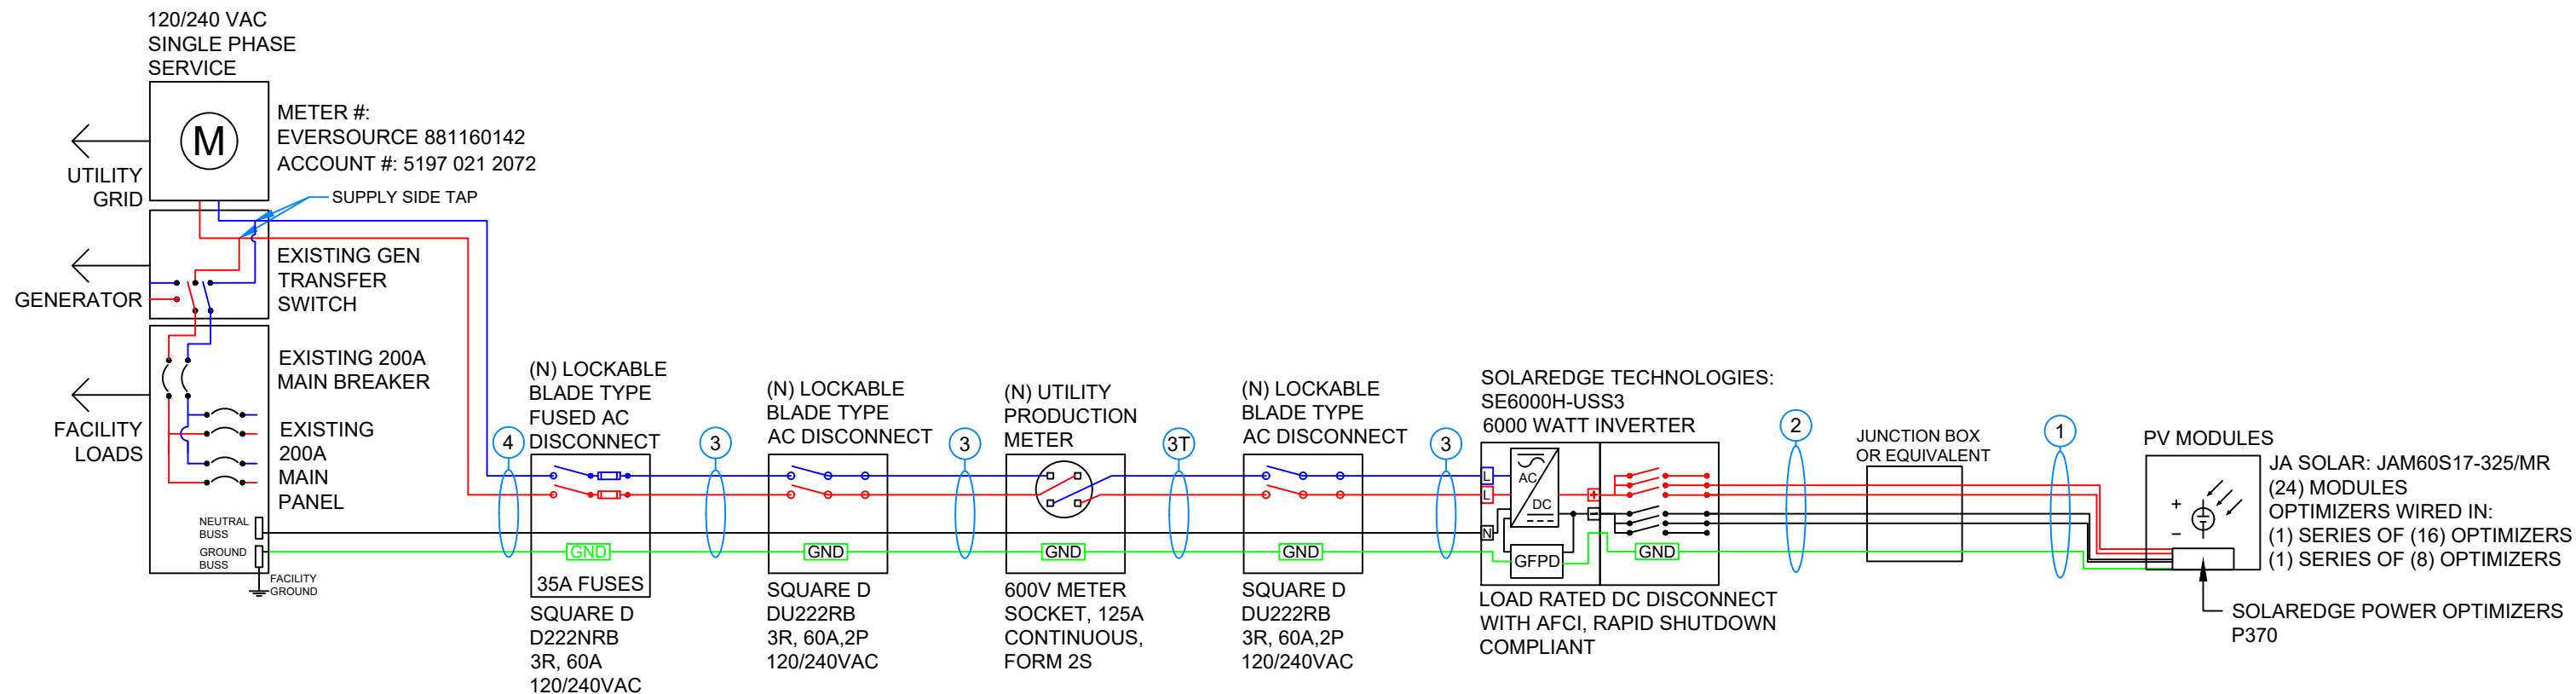 120/240 VAC
SINGLE PHASE
SERVICE
M
METER #:
EVERSOURCE 881160142
ACCOUNT #: 5197 021 2072
UTILITY
GRID
SUPPLY SIDE TAP
EXISTING GEN
TRANSFER
SWITCH
GENERATOR
EXISTING 200A
MAIN BREAKER
FACILITY
LOADS
EXISTING
200A
MAIN
PANEL
NEUTRAL
BUSS
GROUND
BUSS
FACILITY
GROUND
4
(N) LOCKABLE
BLADE TYPE
FUSED AC
DISCONNECT
GND
35A FUSES
SQUARE D
D222NRB
3R, 60A
120/240VAC
3
(N) LOCKABLE
BLADE TYPE
AC DISCONNECT
GND
SQUARE D
DU222RB
3R, 60A,2P
120/240VAC
3
(N) UTILITY
PRODUCTION
METER
GND
600V METER
SOCKET, 125A
CONTINUOUS,
FORM 2S
3T
(N) LOCKABLE
BLADE TYPE
AC DISCONNECT
GND
SQUARE D
DU222RB
3R, 60A,2P
120/240VAC
3
SOLAREDGE TECHNOLOGIES:
SE6000H-USS3
6000 WATT INVERTER
L
L
N
AC
DC
+
-
GFPD
GND
LOAD RATED DC DISCONNECT
WITH AFCI, RAPID SHUTDOWN
COMPLIANT
2
JUNCTION BOX
OR EQUIVALENT
1
PV MODULES
+
-
JA SOLAR: JAM60S17-325/MR
(24) MODULES
OPTIMIZERS WIRED IN:
(1) SERIES OF (16) OPTIMIZERS
(1) SERIES OF (8) OPTIMIZERS
SOLAREDGE POWER OPTIMIZERS
P370